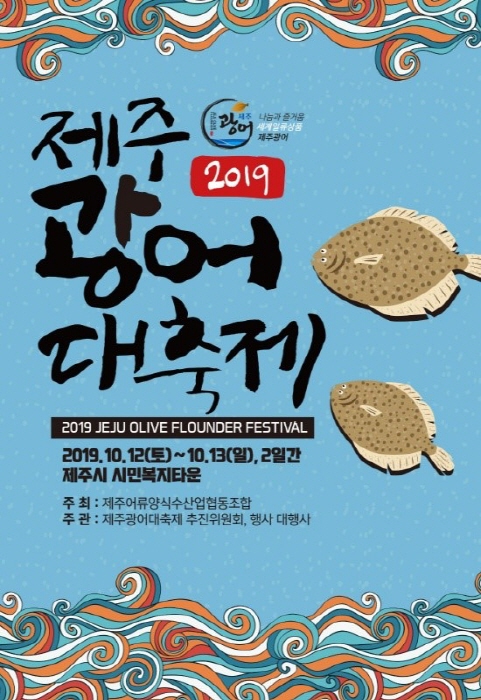 제주
광어
나눔과 즐거움
세계일류상품
제주광어
제주
2019
광어
대축제
2019 JEJU OLIVE FLOUNDER FESTIVAL
2019. 10. 12(토) ~ 10. 13(일), 2일간
제주시 시민복지타운
주 최 : 제주어류양식수산업협동조합
주 관 : 제주광어대축제 추진위원회, 행사 대행사